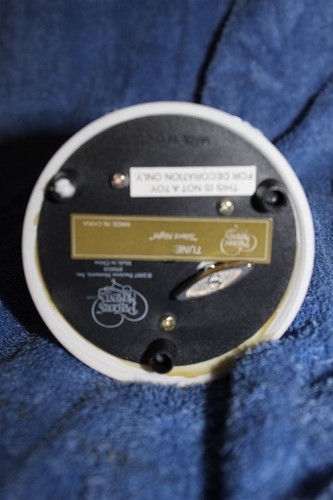 THIS IS NOT A TOY.
FOR DECORATION ONLY.
TUNE:
"Silent Night"
MADE IN CHINA
PRECIOUS
MOMENTS
PRECIOUS
MOMENTS
© 2007 Precious Moments, Inc.
Made in China